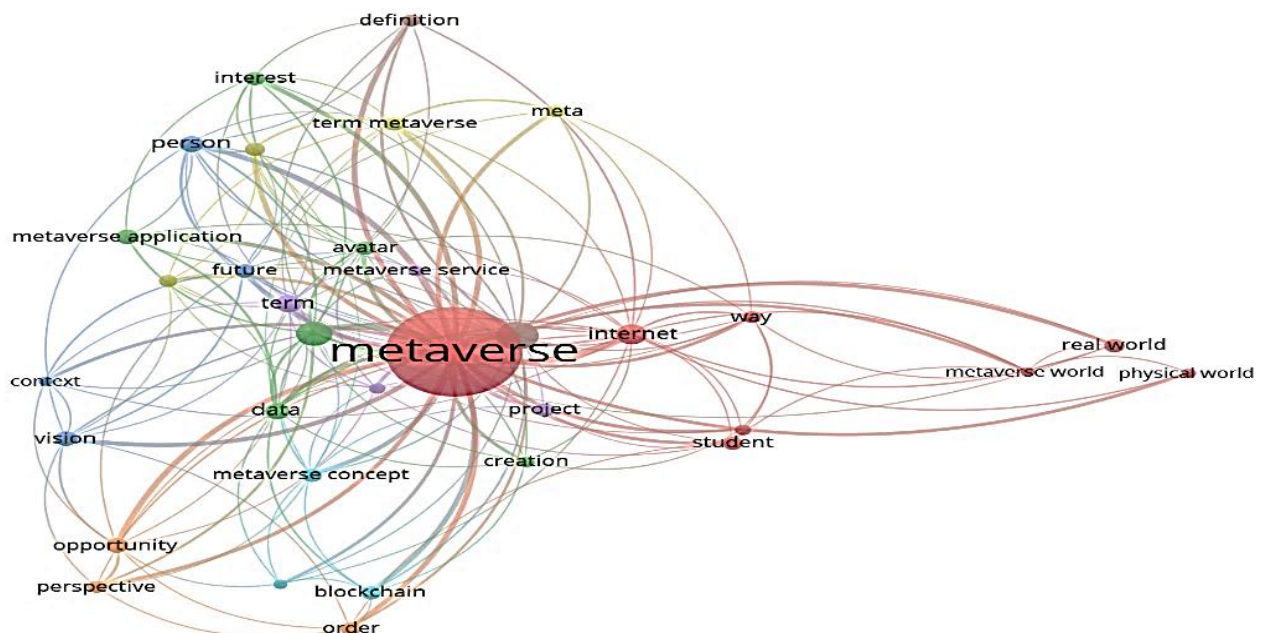 definition
interest
meta
term metaverse
person
metaverse application
avatar
future
metaverse service
term
way
internet
real world
metaverse
metaverse world
physical world
context
data
project
vision
student
creation
metaverse concept
opportunity
perspective
blockchain
order